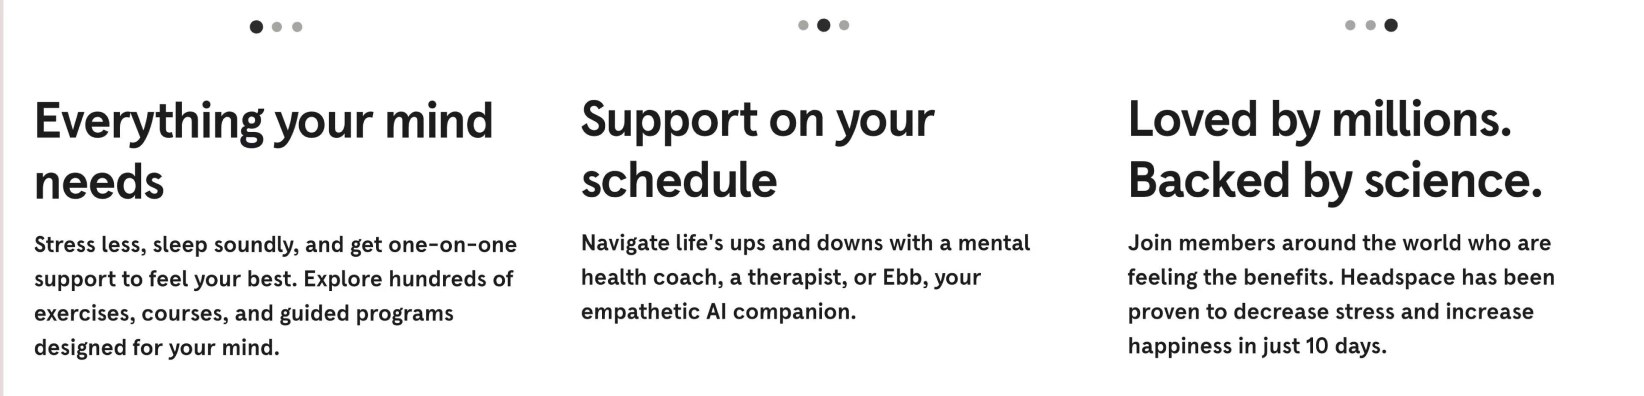 Everything your mind
needs
Stress less, sleep soundly, and get one-on-one
support to feel your best. Explore hundreds of
exercises, courses, and guided programs
designed for your mind.
Support on your
schedule
Navigate life's ups and downs with a mental
health coach, a therapist, or Ebb, your
empathetic AI companion.
Loved by millions.
Backed by science.
Join members around the world who are
feeling the benefits. Headspace has been
proven to decrease stress and increase
happiness in just 10 days.